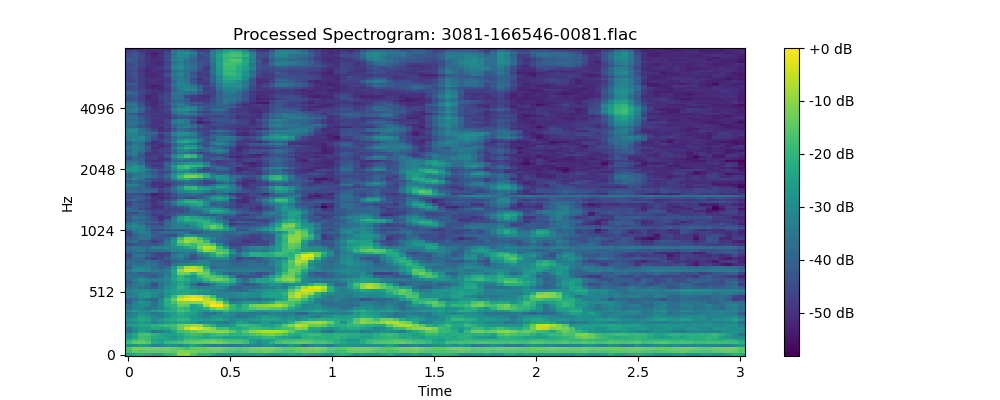 Processed Spectrogram: 3081-166546-0081.flac
+0 dB
-10 dB
-20 dB
-30 dB
-40 dB
-50 dB
4096
2048
1024
512
0
Hz
0
0.5
1
1.5
2
2.5
3
Time